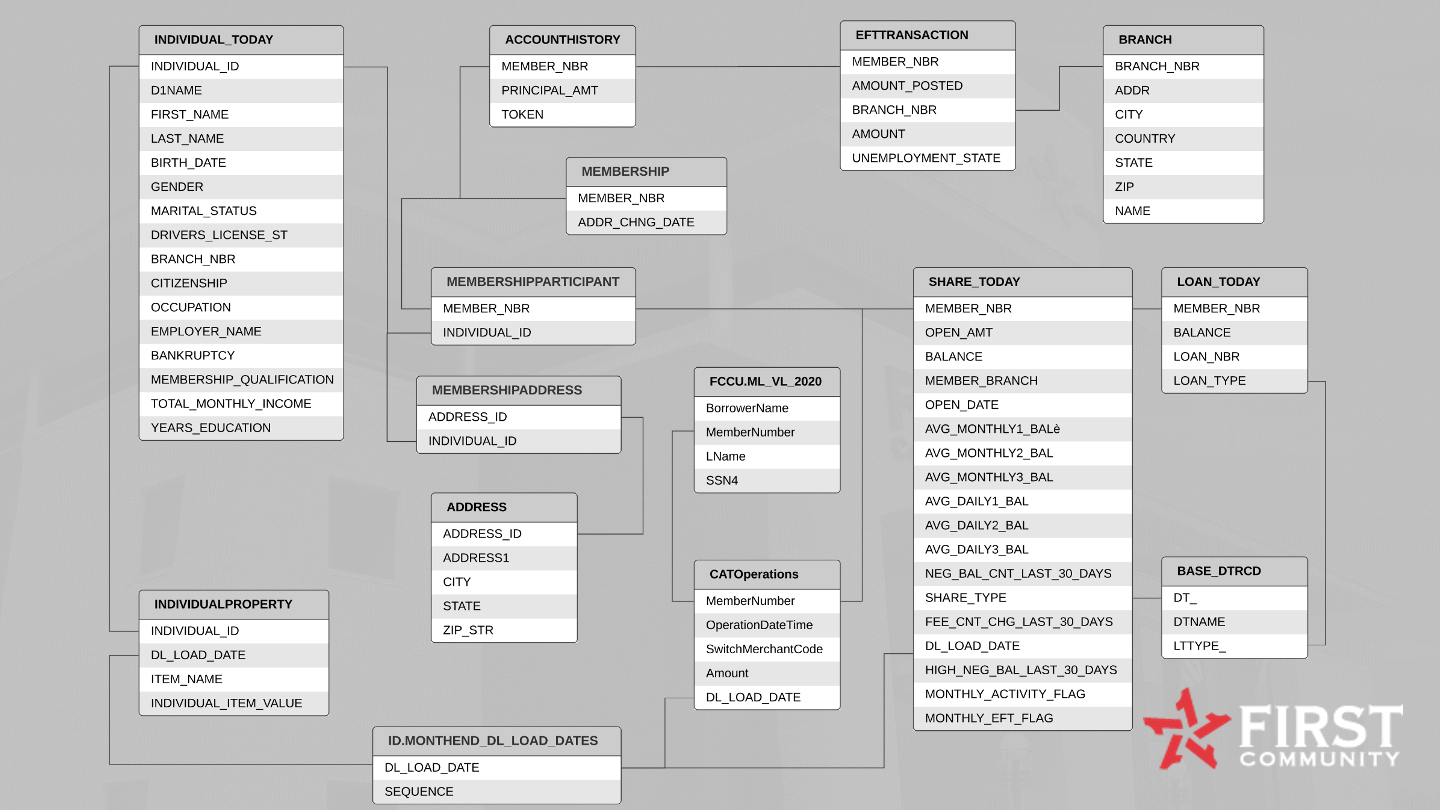 INDIVIDUAL_TODAY
INDIVIDUAL_ID
D1NAME
FIRST_NAME
LAST_NAME
BIRTH_DATE
GENDER
MARITAL_STATUS
DRIVERS_LICENSE_ST
BRANCH_NBR
CITIZENSHIP
OCCUPATION
EMPLOYER_NAME
BANKRUPTCY
MEMBERSHIP_QUALIFICATION
TOTAL_MONTHLY_INCOME
YEARS_EDUCATION
ACCOUNTHISTORY
MEMBER_NBR
PRINCIPAL_AMT
TOKEN
EFTTRANSACTION
MEMBER_NBR
AMOUNT_POSTED
BRANCH_NBR
AMOUNT
UNEMPLOYMENT_STATE
BRANCH
BRANCH_NBR
ADDR
CITY
COUNTRY
STATE
ZIP
NAME
MEMBERSHIP
MEMBER_NBR
ADDR_CHNG_DATE
MEMBERSHIPPARTICIPANT
MEMBER_NBR
INDIVIDUAL_ID
MEMBERSHIPADDRESS
ADDRESS_ID
INDIVIDUAL_ID
ADDRESS
ADDRESS_ID
ADDRESS1
CITY
STATE
ZIP_STR
FCCU.ML_VL_2020
BorrowerName
MemberNumber
LName
SSN4
CATOperations
MemberNumber
OperationDateTime
SwitchMerchantCode
Amount
DL_LOAD_DATE
SHARE_TODAY
MEMBER_NBR
OPEN_AMT
BALANCE
MEMBER_BRANCH
OPEN_DATE
AVG_MONTHLY1_BALè
AVG_MONTHLY2_BAL
AVG_MONTHLY3_BAL
AVG_DAILY1_BAL
AVG_DAILY2_BAL
AVG_DAILY3_BAL
NEG_BAL_CNT_LAST_30_DAYS
SHARE_TYPE
FEE_CNT_CHG_LAST_30_DAYS
DL_LOAD_DATE
HIGH_NEG_BAL_LAST_30_DAYS
MONTHLY_ACTIVITY_FLAG
MONTHLY_EFT_FLAG
LOAN_TODAY
MEMBER_NBR
BALANCE
LOAN_NBR
LOAN_TYPE
BASE_DTRCD
DT_
DTNAME
LTTYPE_
INDIVIDUALPROPERTY
INDIVIDUAL_ID
DL_LOAD_DATE
ITEM_NAME
INDIVIDUAL_ITEM_VALUE
ID.MONTHEND_DL_LOAD_DATES
DL_LOAD_DATE
SEQUENCE
FIRST
COMMUNITY